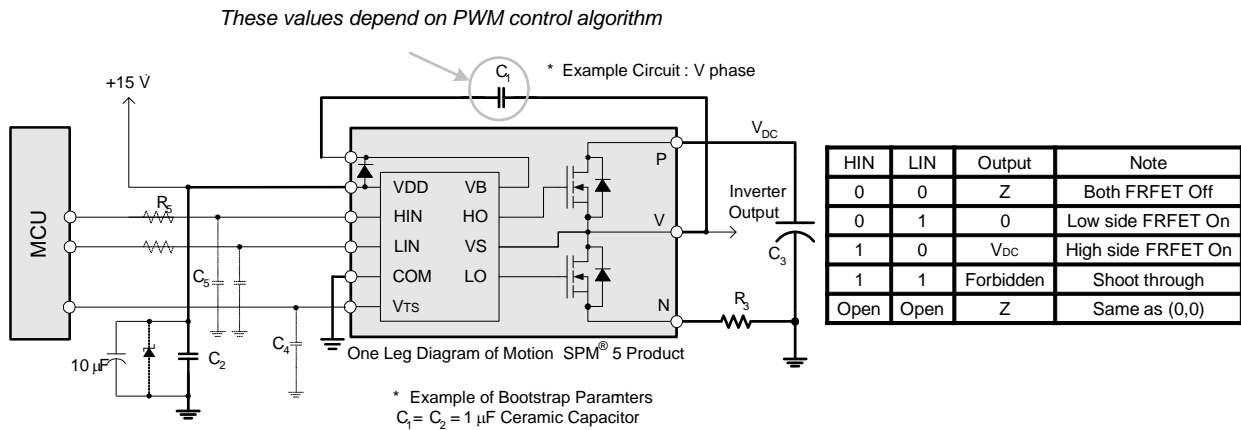 These values depend on PWM control algorithm
C1
* Example Circuit : V phase
+15 V
VDC
P
MCU
R5
VDD VB
HIN HO
LIN VS
COM LO
VTS
V
N
Inverter
Output
C5
C4
C3
R3
10 µF
C2
One Leg Diagram of Motion SPM® 5 Product
* Example of Bootstrap Paramters
C1= C2 = 1 µF Ceramic Capacitor
HIN LIN Output Note
0 0 Z Both FRFET Off
0 1 0 Low side FRFET On
1 0 VDC High side FRFET On
1 1 Forbidden Shoot through
Open Open Z Same as (0,0)